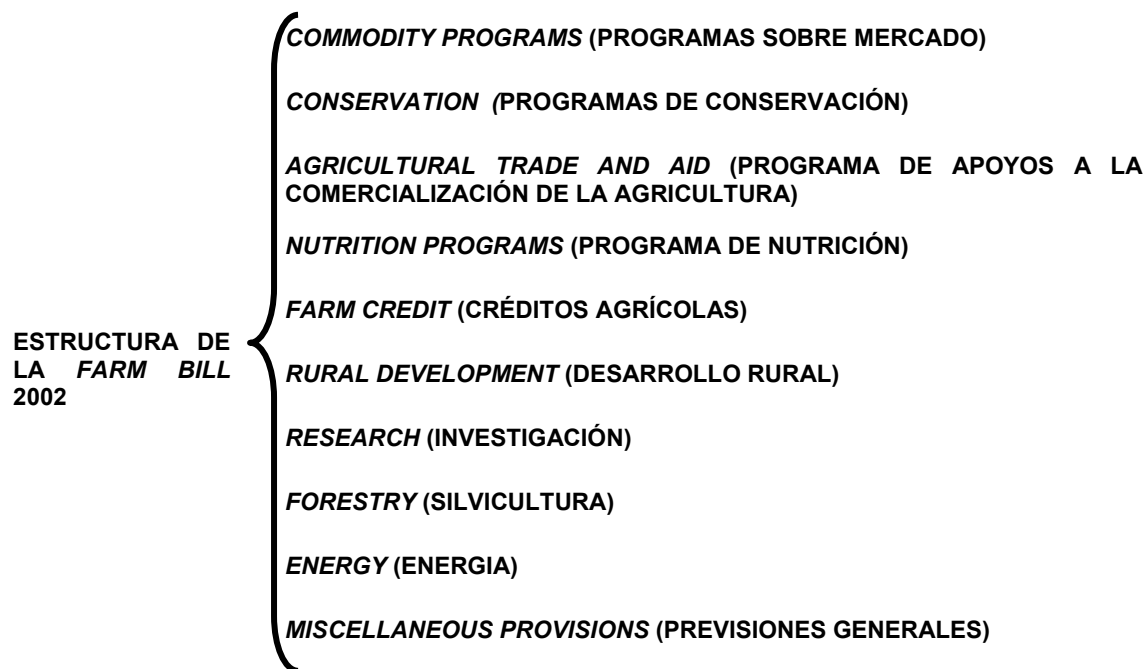 COMMODITY PROGRAMS (PROGRAMAS SOBRE MERCADO)
CONSERVATION (PROGRAMAS DE CONSERVACIÓN)
AGRICULTURAL TRADE AND AID (PROGRAMA DE APOYOS A LA
COMERCIALIZACIÓN DE LA AGRICULTURA)
NUTRITION PROGRAMS (PROGRAMA DE NUTRICIÓN)
FARM CREDIT (CRÉDITOS AGRÍCOLAS)
ESTRUCTURA DE
LA FARM BILL
2002
RURAL DEVELOPMENT (DESARROLLO RURAL)
RESEARCH (INVESTIGACIÓN)
FORESTRY (SILVICULTURA)
ENERGY (ENERGIA)
MISCELLANEOUS PROVISIONS (PREVISIONES GENERALES)